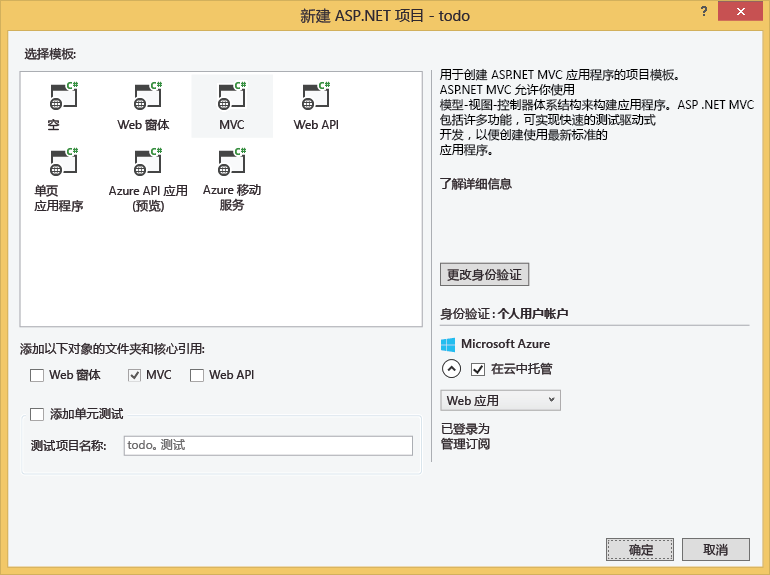 新建 ASP.NET 项目 - todo
?
选择模板:
C#
C#
C#
C#
空
Web 窗体
MVC
Web API
C#
C#
C#
单页
应用程序
Azure API 应用
(预览)
Azure 移动
服务
添加以下对象的文件夹和核心引用:
Web 窗体
MVC
Web API
添加单元测试
测试项目名称:
todo。测试
用于创建 ASP.NET MVC 应用程序的项目模板。
ASP.NET MVC 允许你使用
模型-视图-控制器体系结构来构建应用程序。ASP .NET MVC
包括许多功能，可实现快速的测试驱动式
开发，以便创建使用最新标准的
应用程序。
了解详细信息
更改身份验证
身份验证:个人用户帐户
Microsoft Azure
在云中托管
Web 应用
已登录为
管理订阅
确定
取消